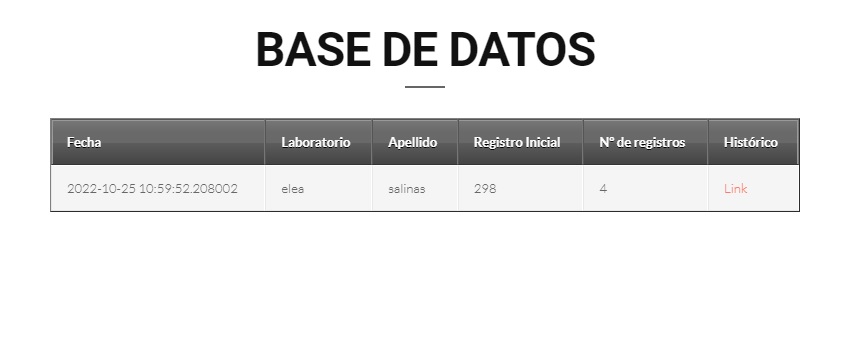 BASE DE DATOS
Fecha Laboratorio Apellido Registro Inicial Nº de registros Histórico
2022-10-25 10:59:52.208002 elea salinas 298 4 Link